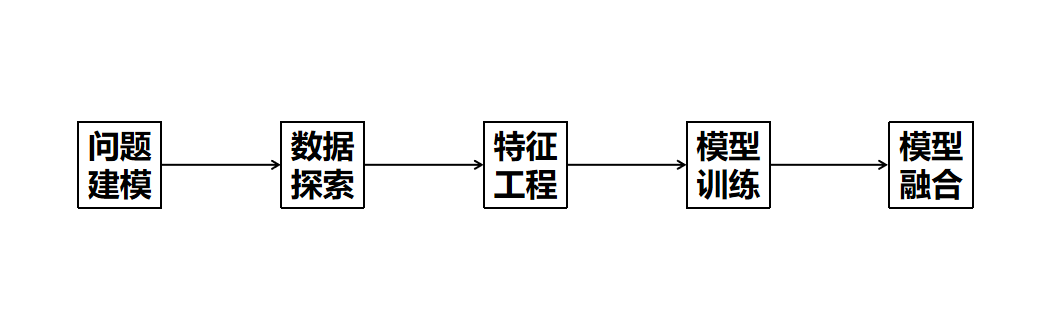 问题
建模
数据
探索
特征
工程
模型
训练
模型
融合